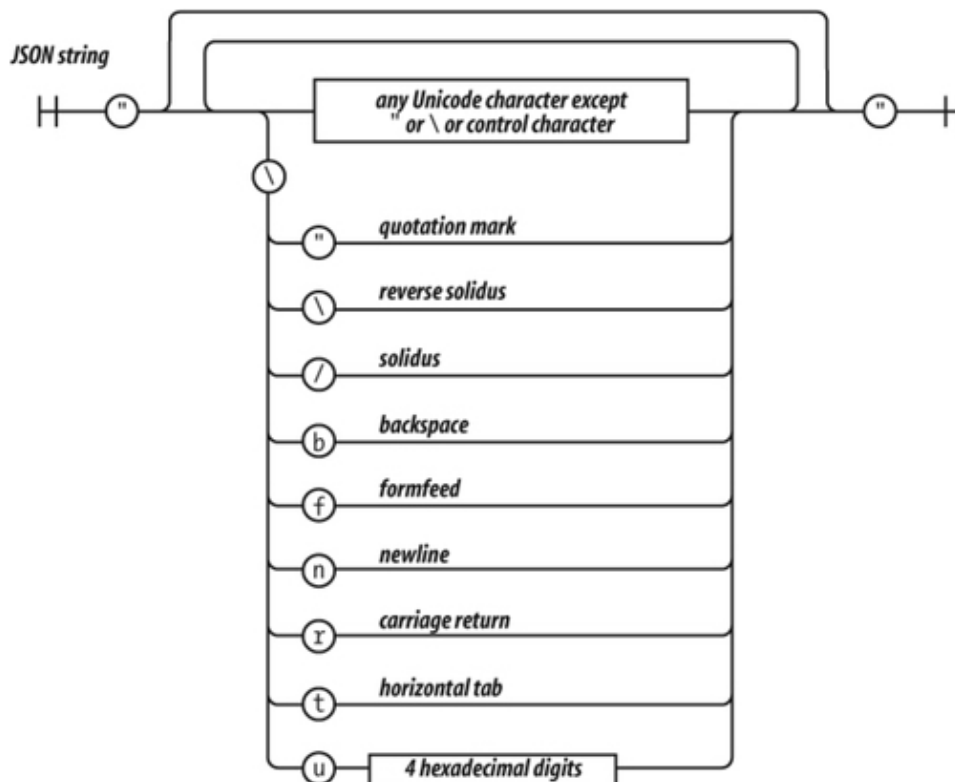 JSON string
"
any Unicode character except
" or \ or control character
"
\
" quotation mark
\ reverse solidus
/ solidus
b backspace
f formfeed
n newline
r carriage return
t horizontal tab
u 4 hexadecimal digits